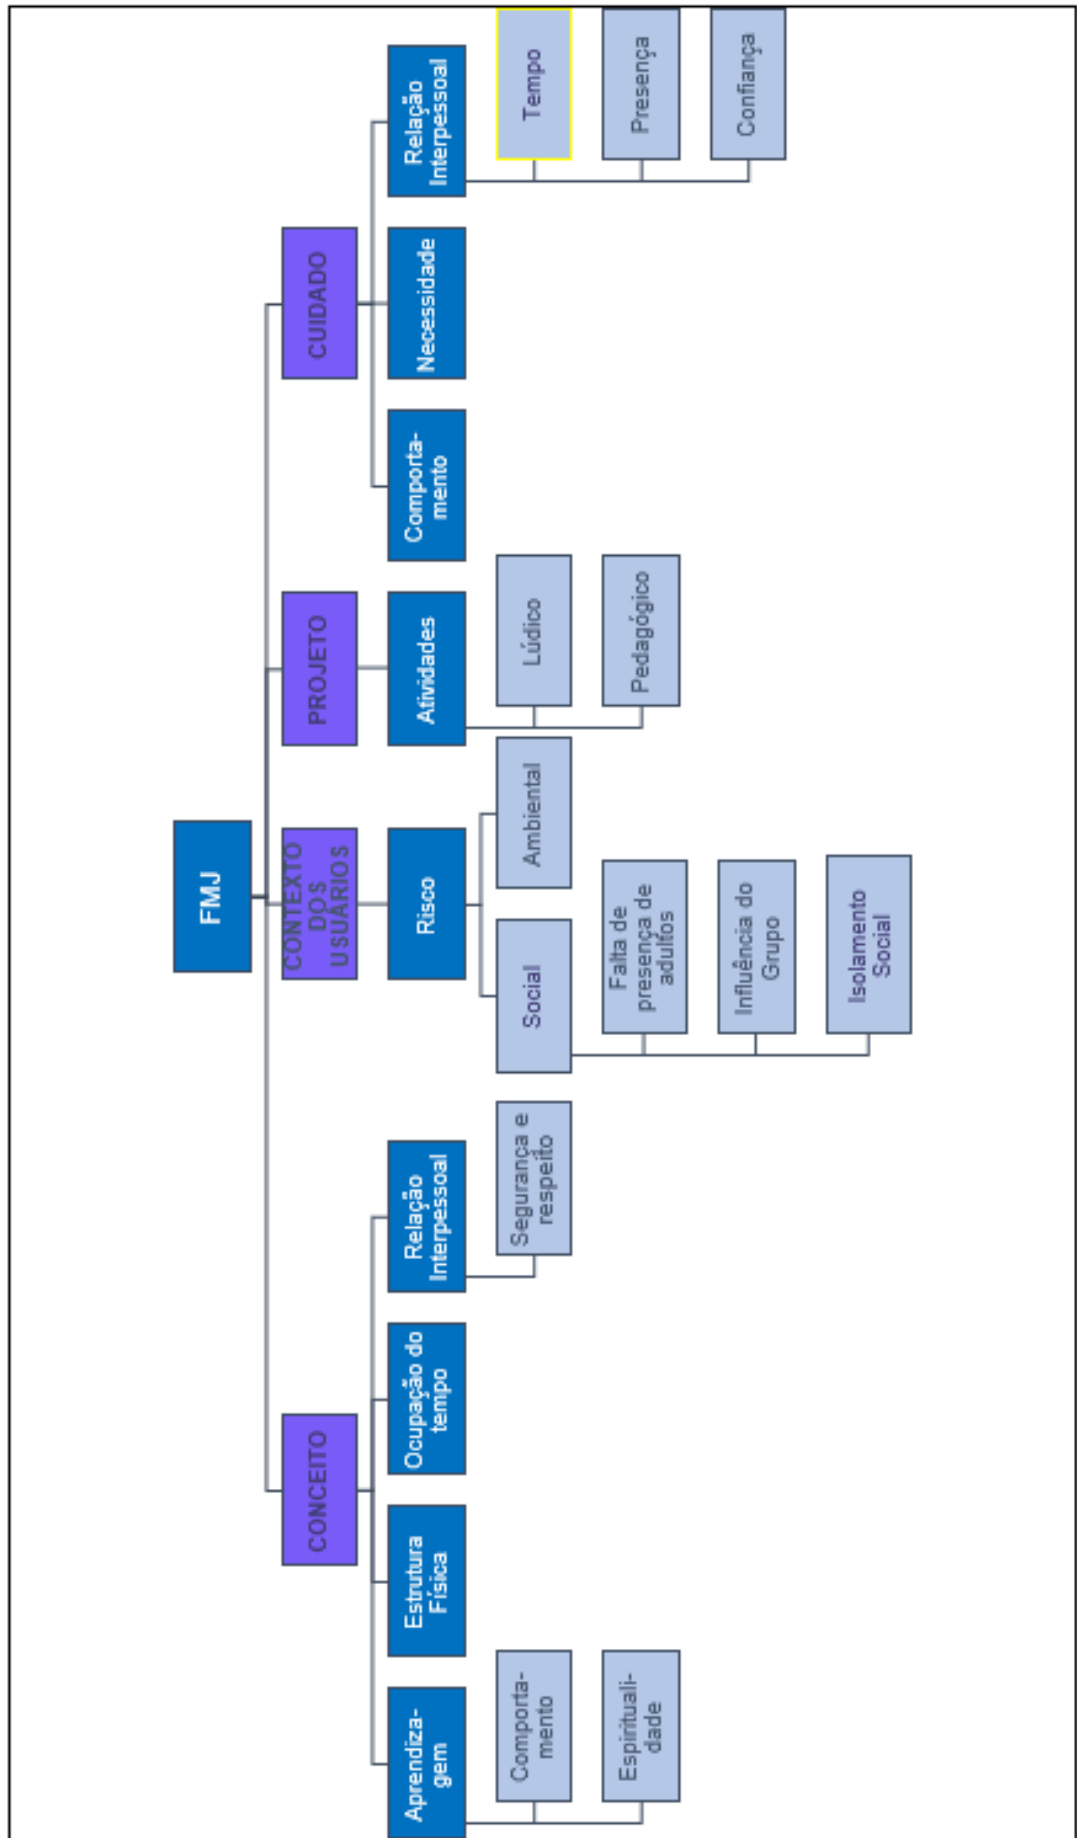 FMJ
CONCEITO
CONTEXTO
DOS
USUÁRIOS
PROJETO
CUIDADO
Aprendiza-
gem
Estrutura
Física
Ocupação do
tempo
Relação
Interpessoal
Risco
Atividades
Comporta-
mento
Necessidade
Relação
Interpessoal
Comporta-
mento
Espirituali-
dade
Segurança e
respeito
Social
Ambiental
Falta de
presença de
adultos
Influência do
Grupo
Isolamento
Social
Lúdico
Pedagógico
Tempo
Presença
Confiança